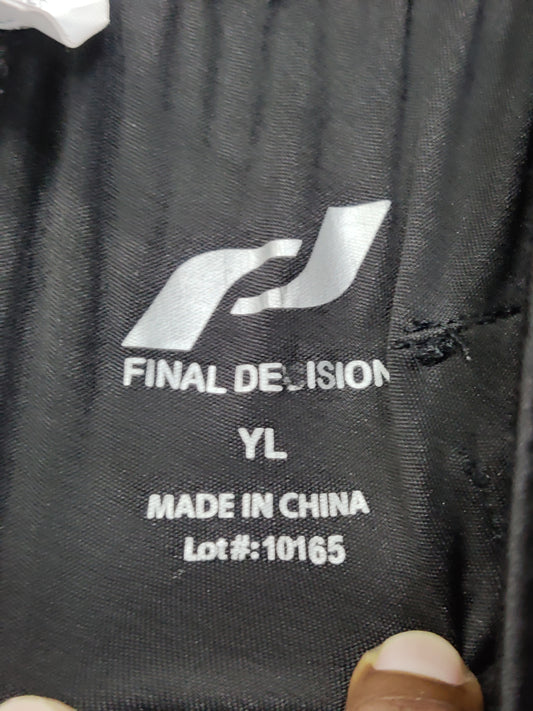 FINAL DECISION
YL
MADE IN CHINA
Lot#:10165